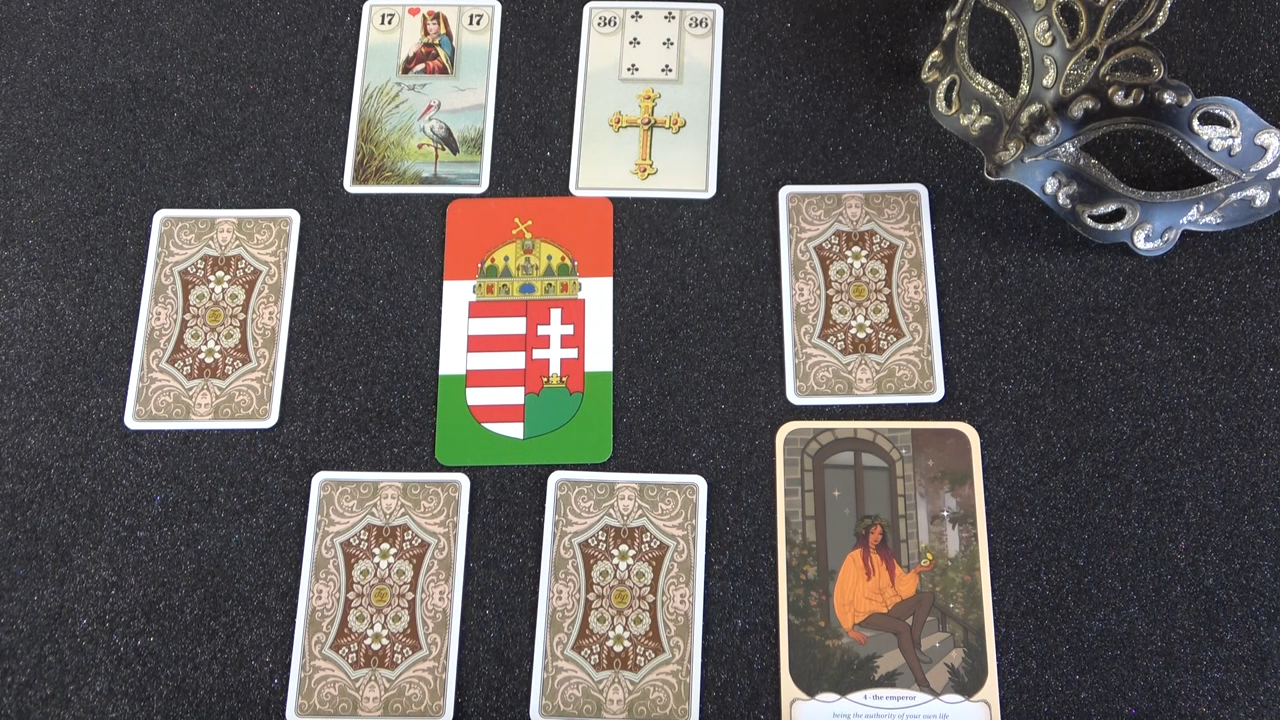 17 17
36 36
4 - the emperor
being the authority of your own life